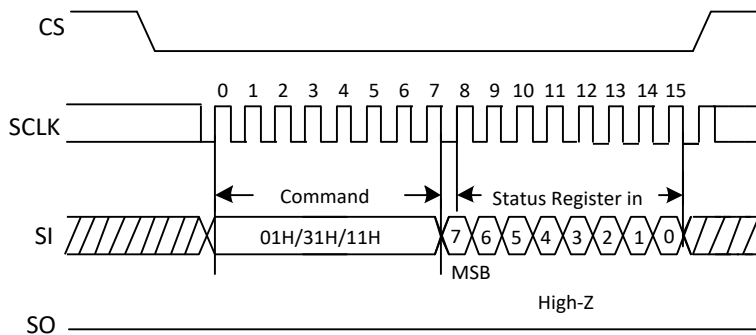 CS
0 1 2 3 4 5 6 7 8 9 10 11 12 13 14 15
SCLK
Command Status Register in
SI 01H/31H/11H 7 6 5 4 3 2 1 0
MSB
High-Z
SO